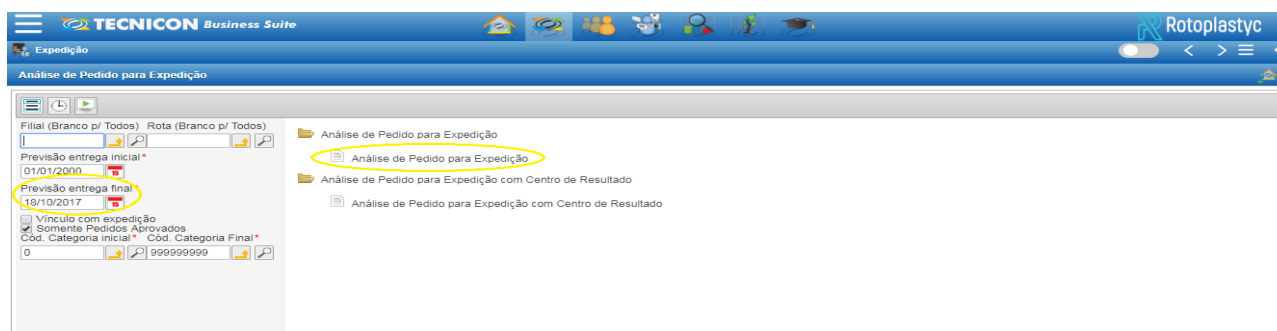 TECNICON Business Suite
Rotoplastyc
Expedição
Análise de Pedido para Expedição
Filial (Branco p/ Todos) Rota (Branco p/ Todos)
Previsão entrega inicial*
01/01/2000
15
Previsão entrega final*
18/10/2017
15
Vínculo com expedição
Somente Pedidos Aprovados
Cód. Categoria inicial* Cód. Categoria Final*
0 999999999
Análise de Pedido para Expedição
Análise de Pedido para Expedição
Análise de Pedido para Expedição com Centro de Resultado
Análise de Pedido para Expedição com Centro de Resultado